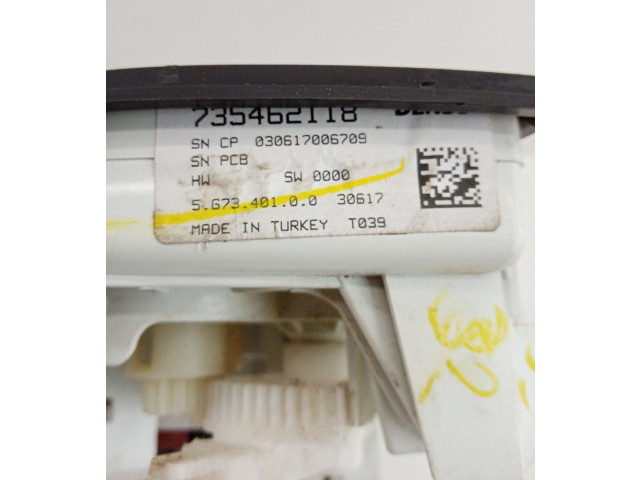 735462118 DENSO
SN CP 030617006709
SN PCB
HW SW 0000
5.673.401.0.0 30617
MADE IN TURKEY T039